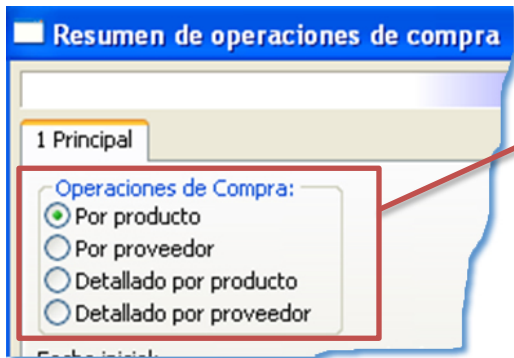 Resumen de operaciones de compra
1 Principal
Operaciones de Compra:
Por producto
Por proveedor
Detallado por producto
Detallado por proveedor